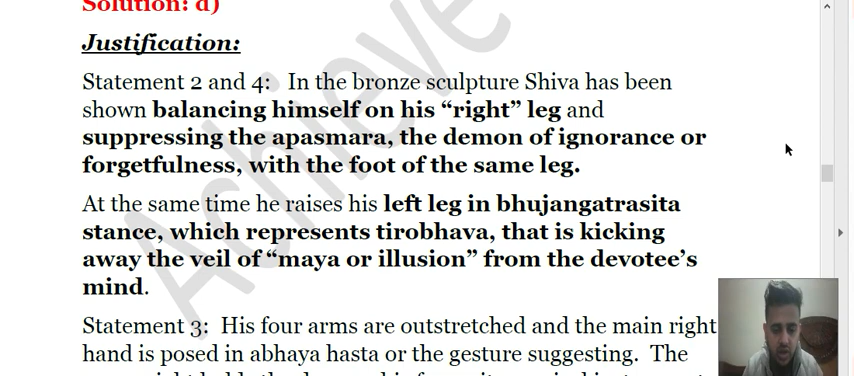 Solution: d)
Justification:
Statement 2 and 4: In the bronze sculpture Shiva has been
shown balancing himself on his “right” leg and
suppressing the apasmara, the demon of ignorance or
forgetfulness, with the foot of the same leg.
At the same time he raises his left leg in bhujangatrasita
stance, which represents tirobhava, that is kicking
away the veil of “maya or illusion” from the devotee’s
mind.
Statement 3: His four arms are outstretched and the main right
hand is posed in abhaya hasta or the gesture suggesting. The
Achieve